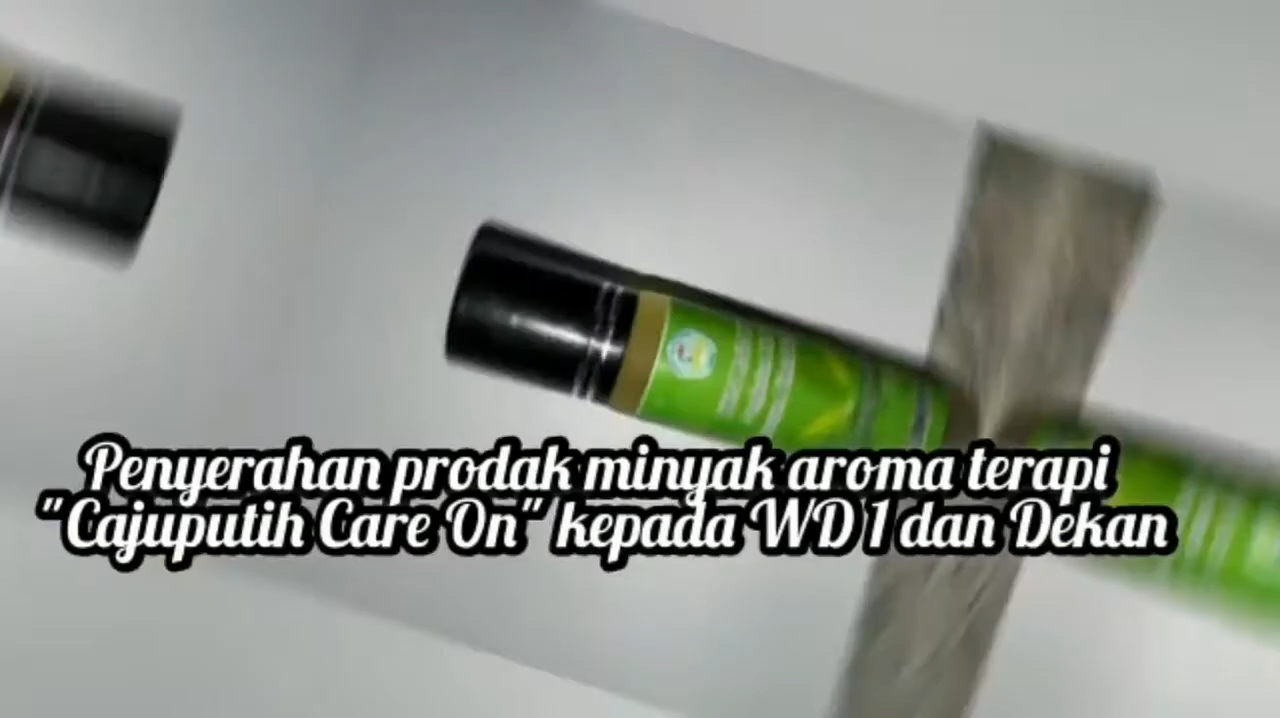 Penyerahan prodak minyak aroma terapi
"Cajuputih Care On" kepada WD 1 dan Dekan